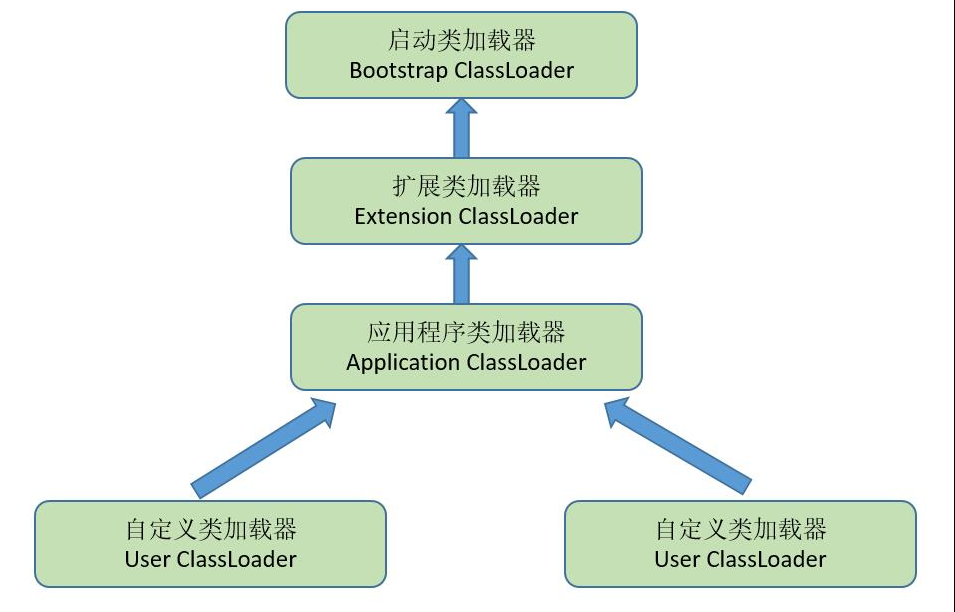 启动类加载器
Bootstrap ClassLoader
扩展类加载器
Extension ClassLoader
应用程序类加载器
Application ClassLoader
自定义类加载器
User ClassLoader
自定义类加载器
User ClassLoader